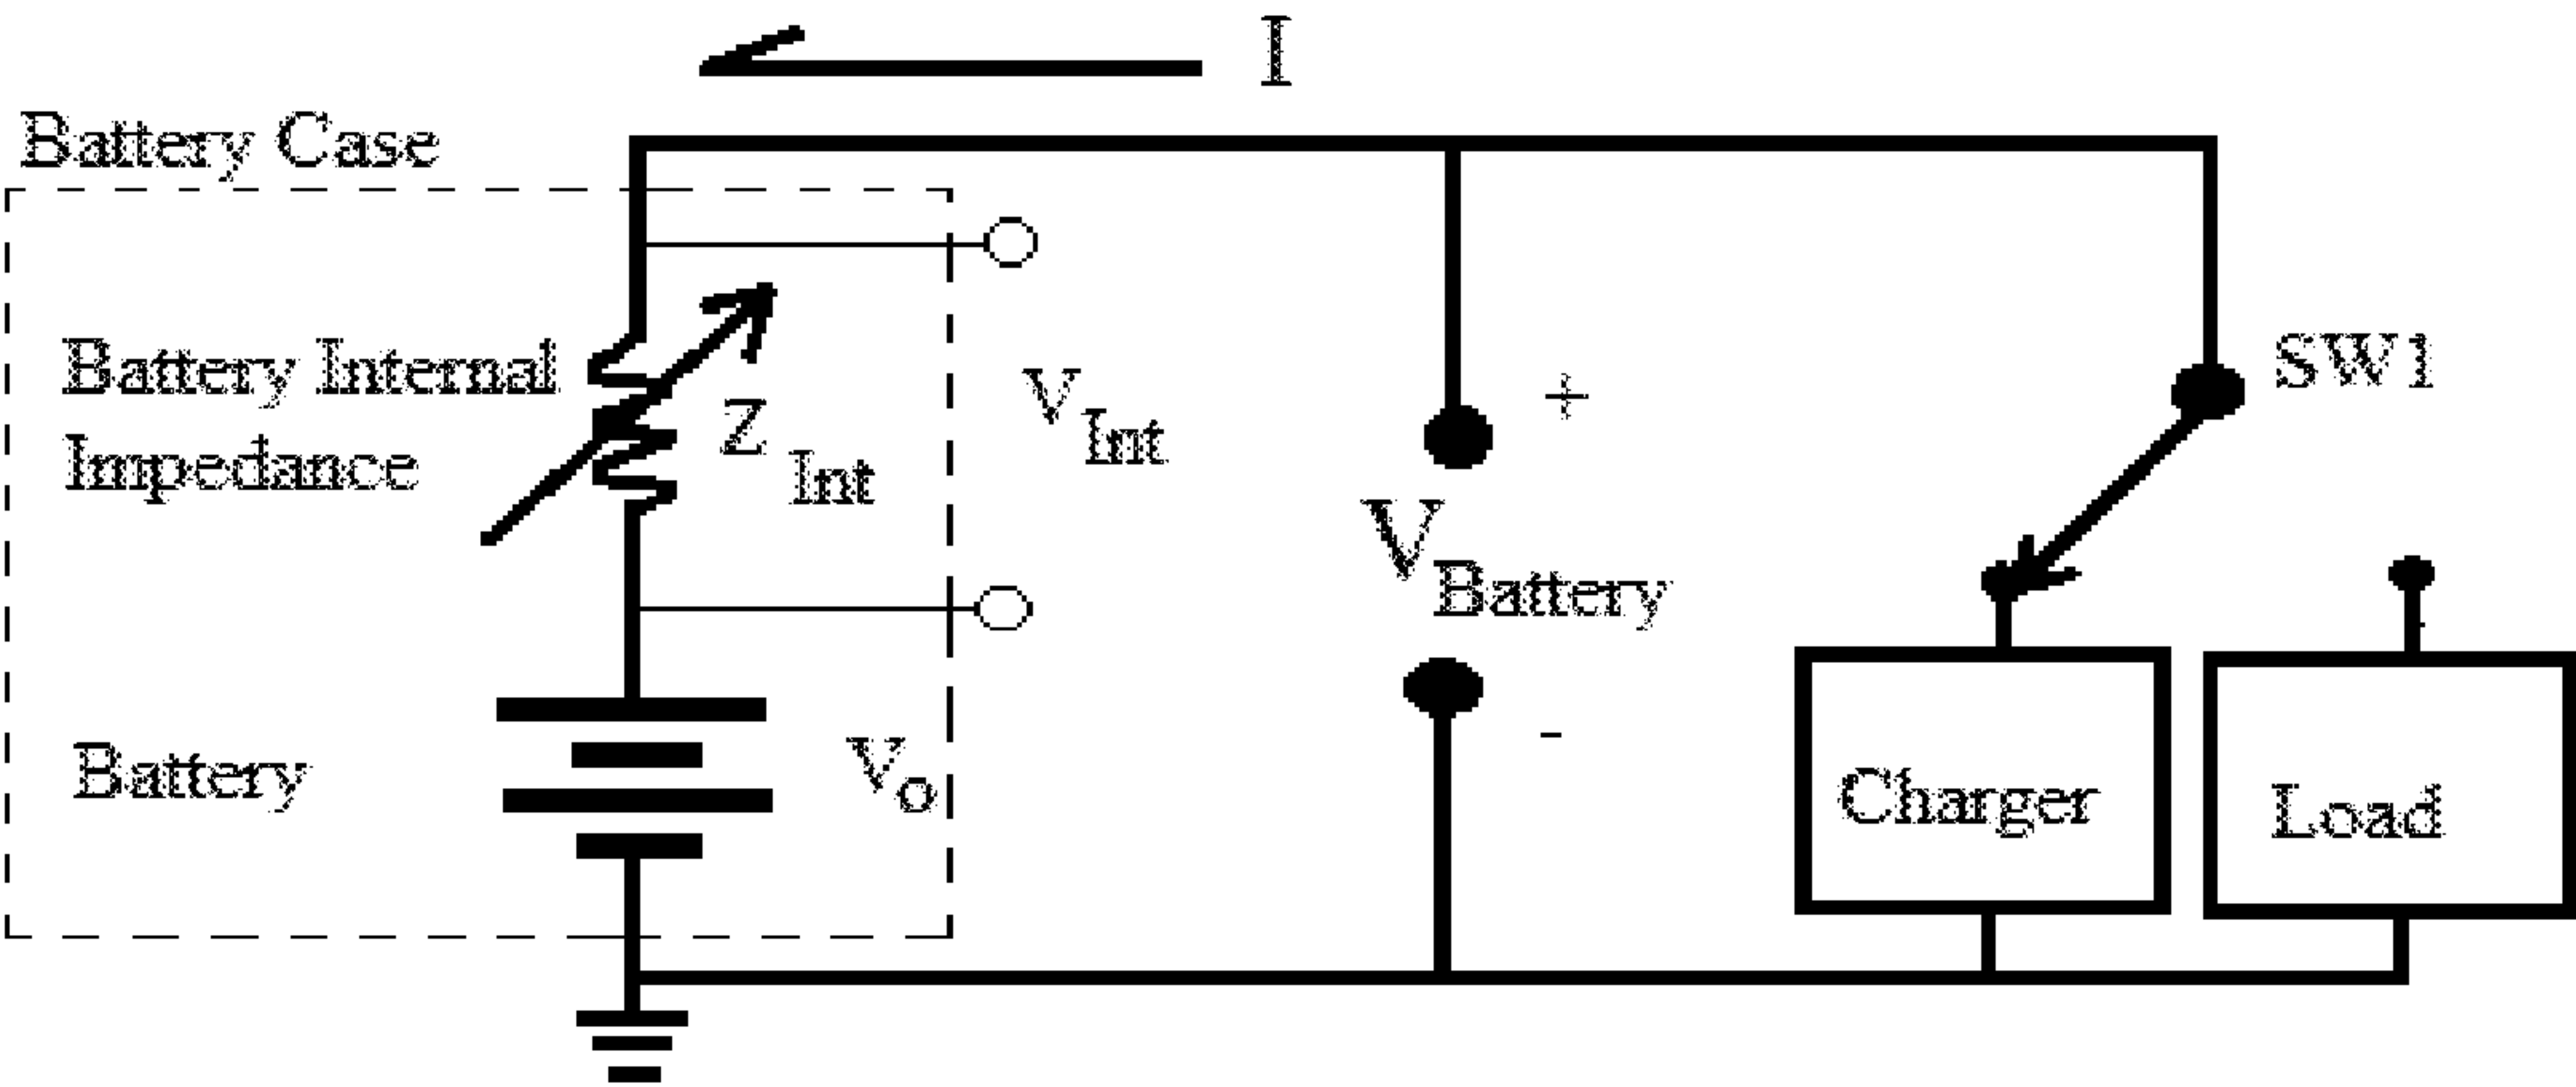 I
Battery Case
Battery Internal
Impedance
Z Int
V Int
+
V Battery
-
SW1
Battery
Vo
Charger
Load